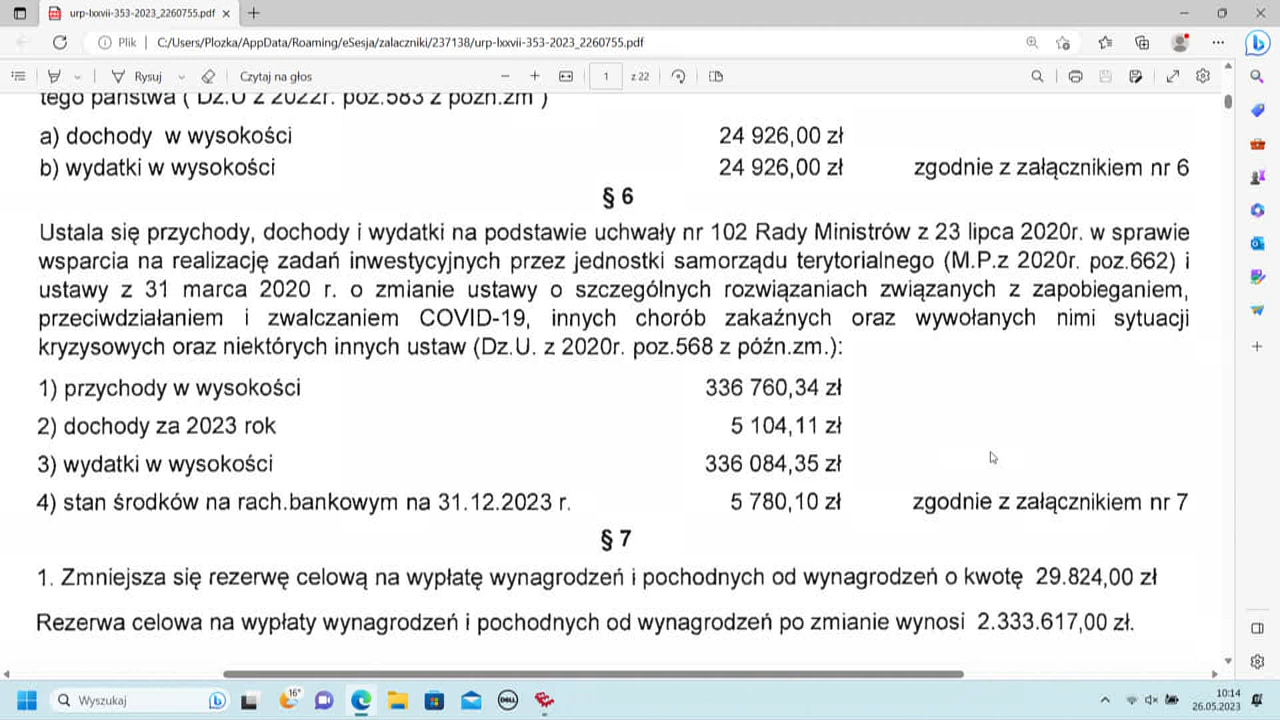 urp-lxxvii-353-2023_2260755.pdf
Plik C:/Users/Plozka/AppData/Roaming/eSesja/zalaczniki/237138/urp-lxxvii-353-2023_2260755.pdf
Rysuj Czytaj na głos 1 z 22
tego państwa ( Dz.U z 2022r. poz.583 z późn.zm )
a) dochody w wysokości 24 926,00 zł
b) wydatki w wysokości 24 926,00 zł zgodnie z załącznikiem nr 6
§ 6
Ustala się przychody, dochody i wydatki na podstawie uchwały nr 102 Rady Ministrów z 23 lipca 2020r. w sprawie
wsparcia na realizację zadań inwestycyjnych przez jednostki samorządu terytorialnego (M.P.z 2020r. poz.662) i
ustawy z 31 marca 2020 r. o zmianie ustawy o szczególnych rozwiązaniach związanych z zapobieganiem,
przeciwdziałaniem i zwalczaniem COVID-19, innych chorób zakaźnych oraz wywołanych nimi sytuacji
kryzysowych oraz niektórych innych ustaw (Dz.U. z 2020r. poz.568 z późn.zm.):
1) przychody w wysokości 336 760,34 zł
2) dochody za 2023 rok 5 104,11 zł
3) wydatki w wysokości 336 084,35 zł
4) stan środków na rach.bankowym na 31.12.2023 r. 5 780,10 zł zgodnie z załącznikiem nr 7
§ 7
1. Zmniejsza się rezerwę celową na wypłatę wynagrodzeń i pochodnych od wynagrodzeń o kwotę 29.824,00 zł
Rezerwa celowa na wypłaty wynagrodzeń i pochodnych od wynagrodzeń po zmianie wynosi 2.333.617,00 zł.
Wyszukaj 16° DELL 10:14
26.05.2023